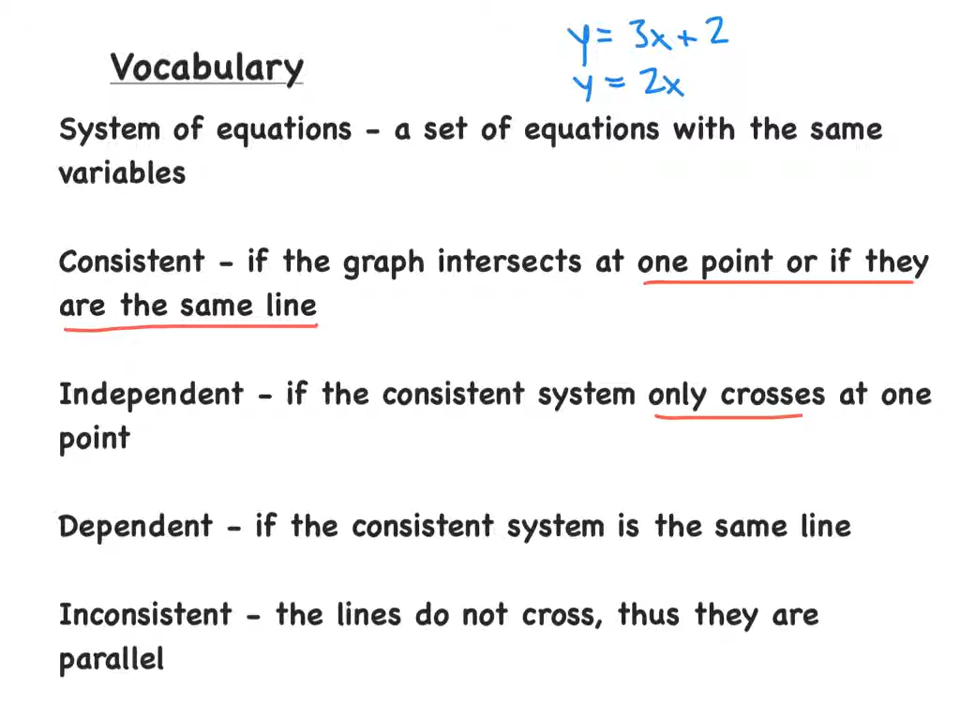 y = 3x + 2
Vocabulary
y = 2x
System of equations - a set of equations with the same
variables
Consistent - if the graph intersects at one point or if they
are the same line
Independent - if the consistent system only crosses at one
point
Dependent - if the consistent system is the same line
Inconsistent - the lines do not cross, thus they are
parallel